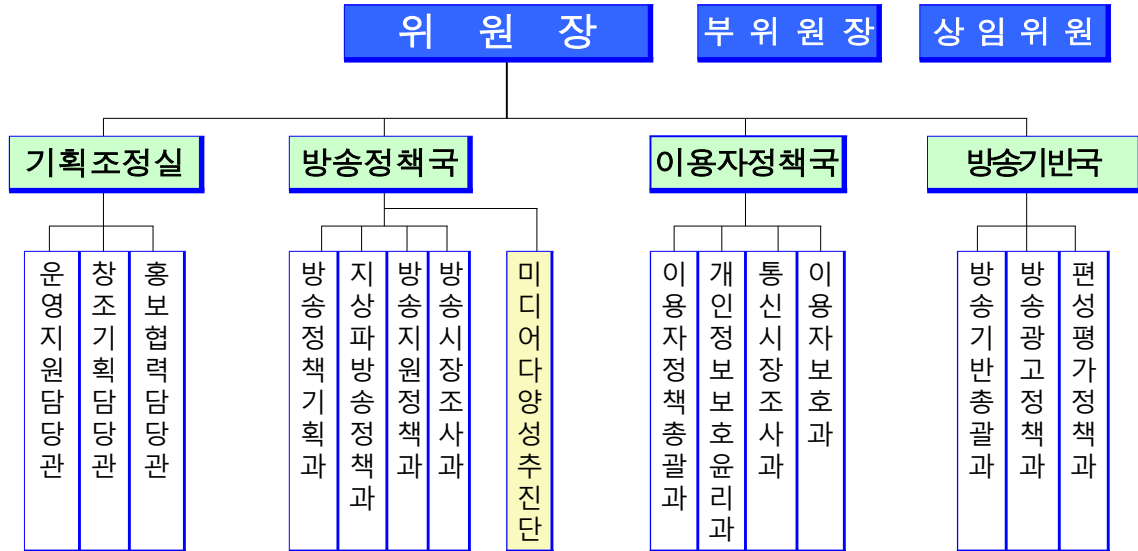 위 원 장
부 위 원 장
상 임 위 원
기획조정실
방송정책국
이용자정책국
방송기반국
운영지원담당관
창조기획담당관
홍보협력담당관
방송정책기획과
지상파방송정책과
방송지원정책과
방송시장조사과
미디어다양성추진단
이용자정책총괄과
개인정보보호윤리과
통신시장조사과
이용자보호과
방송기반총괄과
방송광고정책과
편성평가정책과